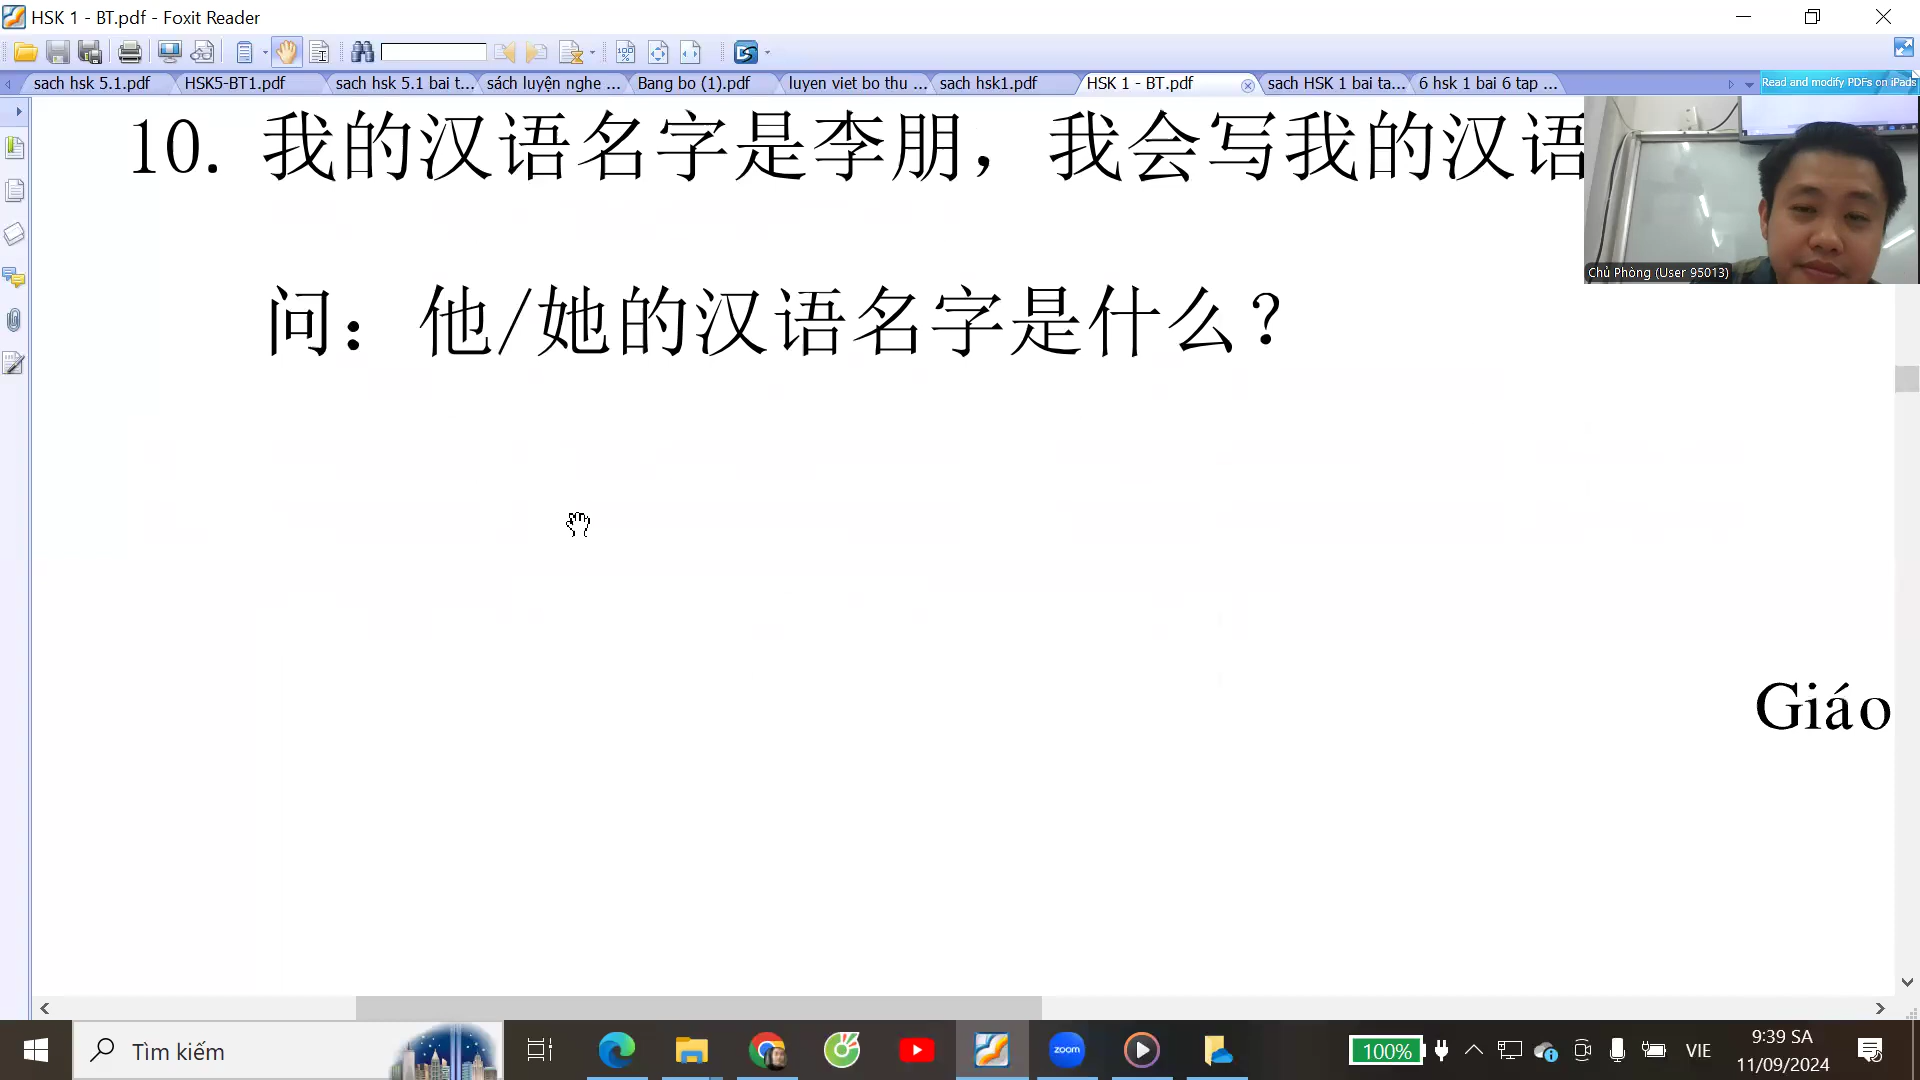 HSK 1 - BT.pdf - Foxit Reader
sach hsk 5.1.pdf HSK5-BT1.pdf sach hsk 5.1 bai t... sách luyện nghe ... Bang bo (1).pdf luyen viet bo thu ... sach hsk1.pdf HSK 1 - BT.pdf sach HSK 1 bai ta... 6 hsk 1 bai 6 tap ... Read and modify PDFs on iPads
10. 我的汉语名字是李朋，我会写我的汉语
Chủ Phòng (User 95013)
问：他/她的汉语名字是什么？
Giáo
Tìm kiếm zoom 100% VIE 9:39 SA
11/09/2024